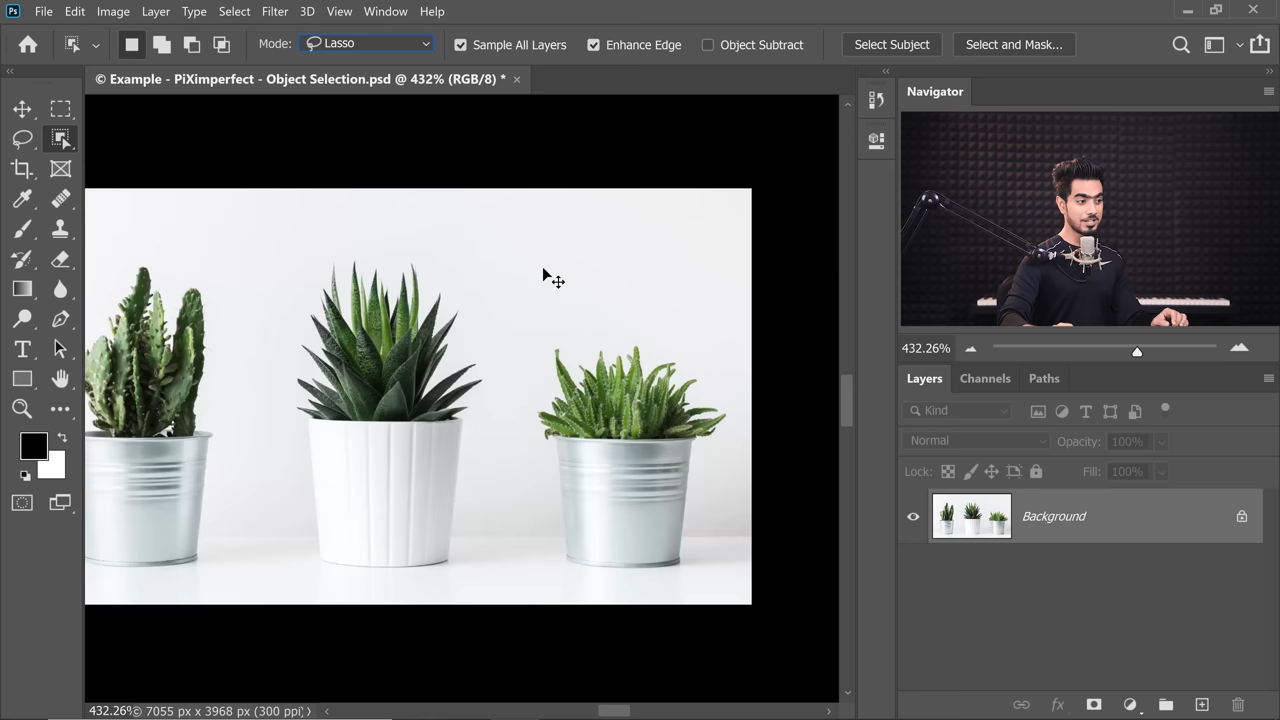 Ps File Edit Image Layer Type Select Filter 3D View Window Help
Mode: Lasso Sample All Layers Enhance Edge Object Subtract Select Subject Select and Mask...
© Example - PiXimperfect - Object Selection.psd @ 432% (RGB/8) * ×
Navigator
432.26%
Layers Channels Paths
Kind
Normal Opacity: 100%
Lock: Fill: 100%
Background
432.26% © 7055 px x 3968 px (300 ppi)
fx